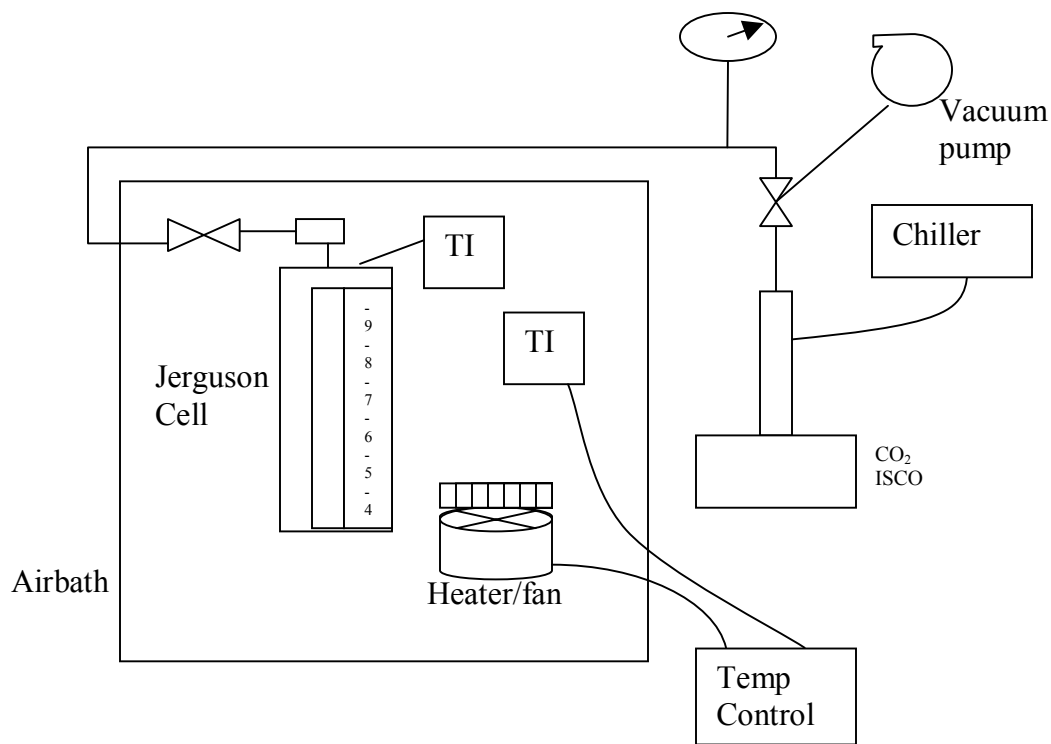 Vacuum
pump
Chiller
TI
TI
Jerguson
Cell
-
9
-
8
-
7
-
6
-
5
-
4
CO₂
ISCO
Airbath
Heater/fan
Temp
Control